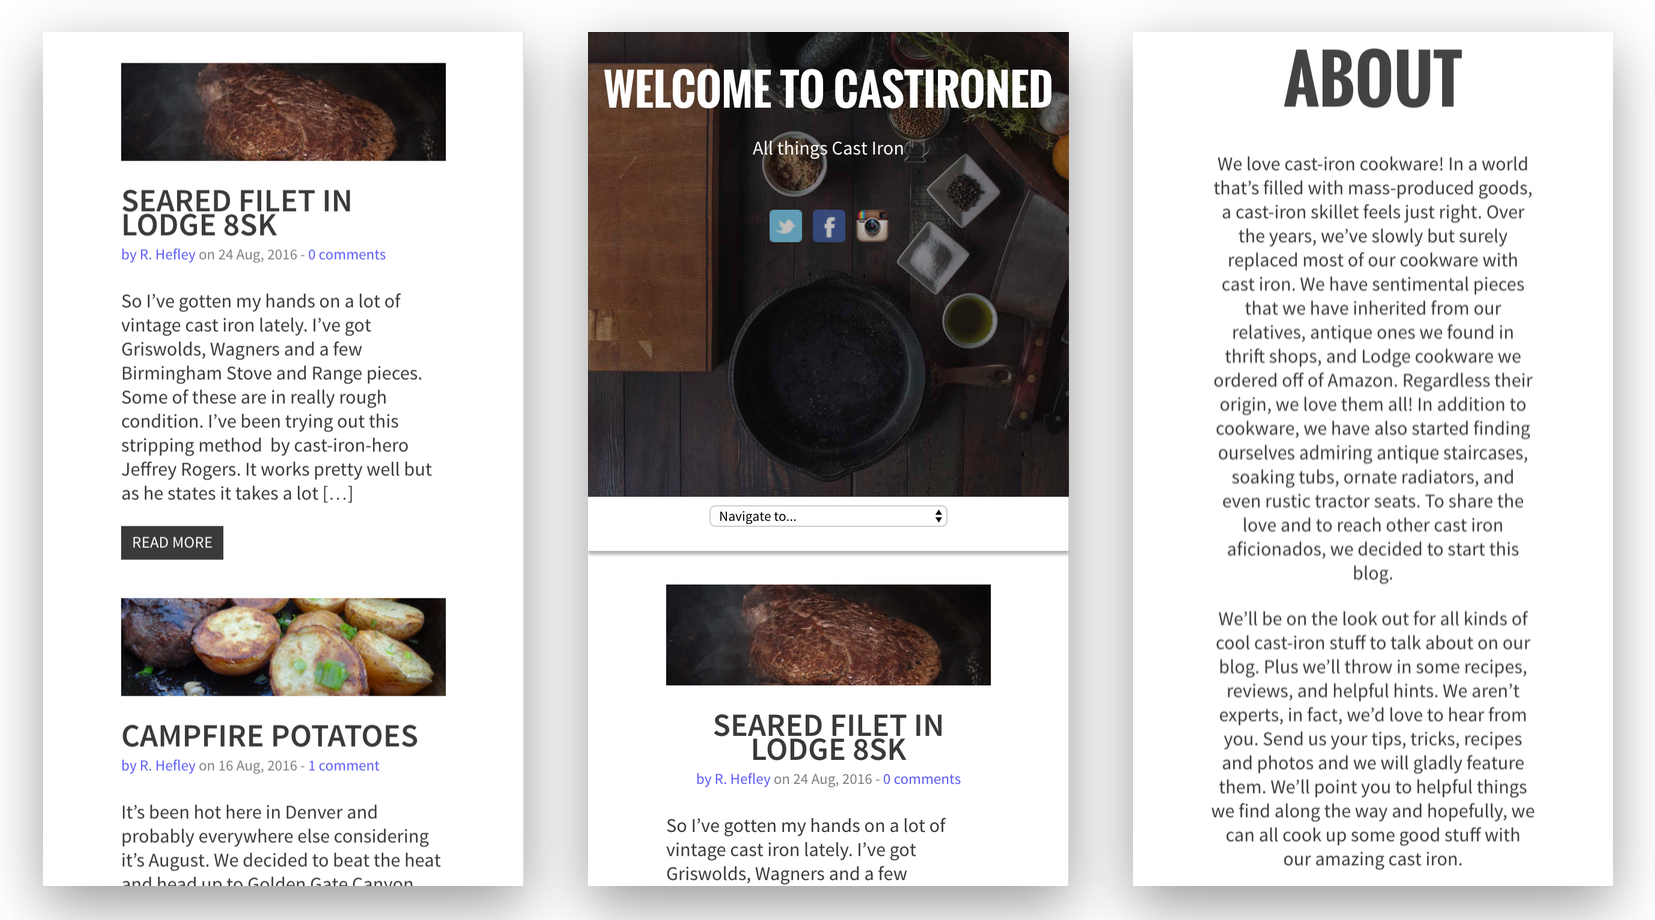 SEARED FILET IN
LODGE 8SK
by R. Hefley on 24 Aug, 2016 - 0 comments
So I've gotten my hands on a lot of
vintage cast iron lately. I've got
Griswolds, Wagners and a few
Birmingham Stove and Range pieces.
Some of these are in really rough
condition. I've been trying out this
stripping method  by cast-iron-hero
Jeffrey Rogers. It works pretty well but
as he states it takes a lot […]
READ MORE
CAMPFIRE POTATOES
by R. Hefley on 16 Aug, 2016 - 1 comment
It's been hot here in Denver and
probably everywhere else considering
it's August. We decided to beat the heat
and head up to Golden Gate Canyon
WELCOME TO CASTIRONED
All things Cast Iron
Navigate to...
SEARED FILET IN
LODGE 8SK
by R. Hefley on 24 Aug, 2016 - 0 comments
So I've gotten my hands on a lot of
vintage cast iron lately. I've got
Griswolds, Wagners and a few
ABOUT
We love cast-iron cookware! In a world
that's filled with mass-produced goods,
a cast-iron skillet feels just right. Over
the years, we've slowly but surely
replaced most of our cookware with
cast iron. We have sentimental pieces
that we have inherited from our
relatives, antique ones we found in
thrift shops, and Lodge cookware we
ordered off of Amazon. Regardless their
origin, we love them all! In addition to
cookware, we have also started finding
ourselves admiring antique staircases,
soaking tubs, ornate radiators, and
even rustic tractor seats. To share the
love and to reach other cast iron
aficionados, we decided to start this
blog.
We'll be on the look out for all kinds of
cool cast-iron stuff to talk about on our
blog. Plus we'll throw in some recipes,
reviews, and helpful hints. We aren't
experts, in fact, we'd love to hear from
you. Send us your tips, tricks, recipes
and photos and we will gladly feature
them. We'll point you to helpful things
we find along the way and hopefully, we
can all cook up some good stuff with
our amazing cast iron.